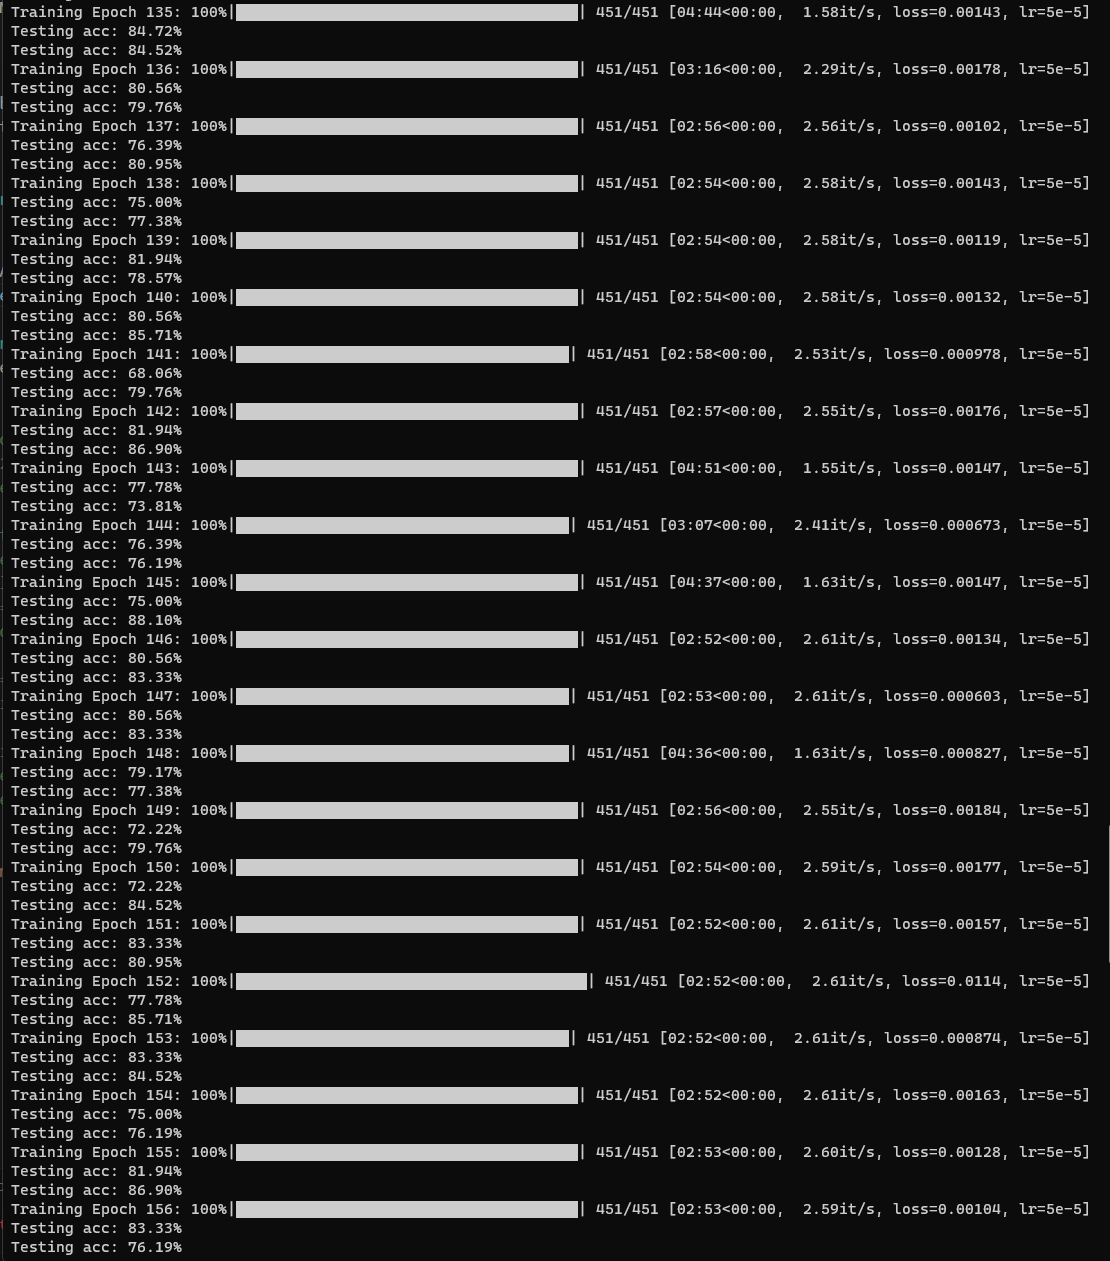 Training Epoch 135: 100%| | 451/451 [04:44<00:00, 1.58it/s, loss=0.00143, lr=5e-5]
Testing acc: 84.72%
Testing acc: 84.52%
Training Epoch 136: 100%| | 451/451 [03:16<00:00, 2.29it/s, loss=0.00178, lr=5e-5]
Testing acc: 80.56%
Testing acc: 79.76%
Training Epoch 137: 100%| | 451/451 [02:56<00:00, 2.56it/s, loss=0.00102, lr=5e-5]
Testing acc: 76.39%
Testing acc: 80.95%
Training Epoch 138: 100%| | 451/451 [02:54<00:00, 2.58it/s, loss=0.00143, lr=5e-5]
Testing acc: 75.00%
Testing acc: 77.38%
Training Epoch 139: 100%| | 451/451 [02:54<00:00, 2.58it/s, loss=0.00119, lr=5e-5]
Testing acc: 81.94%
Testing acc: 78.57%
Training Epoch 140: 100%| | 451/451 [02:54<00:00, 2.58it/s, loss=0.00132, lr=5e-5]
Testing acc: 80.56%
Testing acc: 85.71%
Training Epoch 141: 100%| | 451/451 [02:58<00:00, 2.53it/s, loss=0.000978, lr=5e-5]
Testing acc: 68.06%
Testing acc: 79.76%
Training Epoch 142: 100%| | 451/451 [02:57<00:00, 2.55it/s, loss=0.00176, lr=5e-5]
Testing acc: 81.94%
Testing acc: 86.90%
Training Epoch 143: 100%| | 451/451 [04:51<00:00, 1.55it/s, loss=0.00147, lr=5e-5]
Testing acc: 77.78%
Testing acc: 73.81%
Training Epoch 144: 100%| | 451/451 [03:07<00:00, 2.41it/s, loss=0.000673, lr=5e-5]
Testing acc: 76.39%
Testing acc: 76.19%
Training Epoch 145: 100%| | 451/451 [04:37<00:00, 1.63it/s, loss=0.00147, lr=5e-5]
Testing acc: 75.00%
Testing acc: 88.10%
Training Epoch 146: 100%| | 451/451 [02:52<00:00, 2.61it/s, loss=0.00134, lr=5e-5]
Testing acc: 80.56%
Testing acc: 83.33%
Training Epoch 147: 100%| | 451/451 [02:53<00:00, 2.61it/s, loss=0.000603, lr=5e-5]
Testing acc: 80.56%
Testing acc: 83.33%
Training Epoch 148: 100%| | 451/451 [04:36<00:00, 1.63it/s, loss=0.000827, lr=5e-5]
Testing acc: 79.17%
Testing acc: 77.38%
Training Epoch 149: 100%| | 451/451 [02:56<00:00, 2.55it/s, loss=0.00184, lr=5e-5]
Testing acc: 72.22%
Testing acc: 79.76%
Training Epoch 150: 100%| | 451/451 [02:54<00:00, 2.59it/s, loss=0.00177, lr=5e-5]
Testing acc: 72.22%
Testing acc: 84.52%
Training Epoch 151: 100%| | 451/451 [02:52<00:00, 2.61it/s, loss=0.00157, lr=5e-5]
Testing acc: 83.33%
Testing acc: 80.95%
Training Epoch 152: 100%| | 451/451 [02:52<00:00, 2.61it/s, loss=0.0114, lr=5e-5]
Testing acc: 77.78%
Testing acc: 85.71%
Training Epoch 153: 100%| | 451/451 [02:52<00:00, 2.61it/s, loss=0.000874, lr=5e-5]
Testing acc: 83.33%
Testing acc: 84.52%
Training Epoch 154: 100%| | 451/451 [02:52<00:00, 2.61it/s, loss=0.00163, lr=5e-5]
Testing acc: 75.00%
Testing acc: 76.19%
Training Epoch 155: 100%| | 451/451 [02:53<00:00, 2.60it/s, loss=0.00128, lr=5e-5]
Testing acc: 81.94%
Testing acc: 86.90%
Training Epoch 156: 100%| | 451/451 [02:53<00:00, 2.59it/s, loss=0.00104, lr=5e-5]
Testing acc: 83.33%
Testing acc: 76.19%